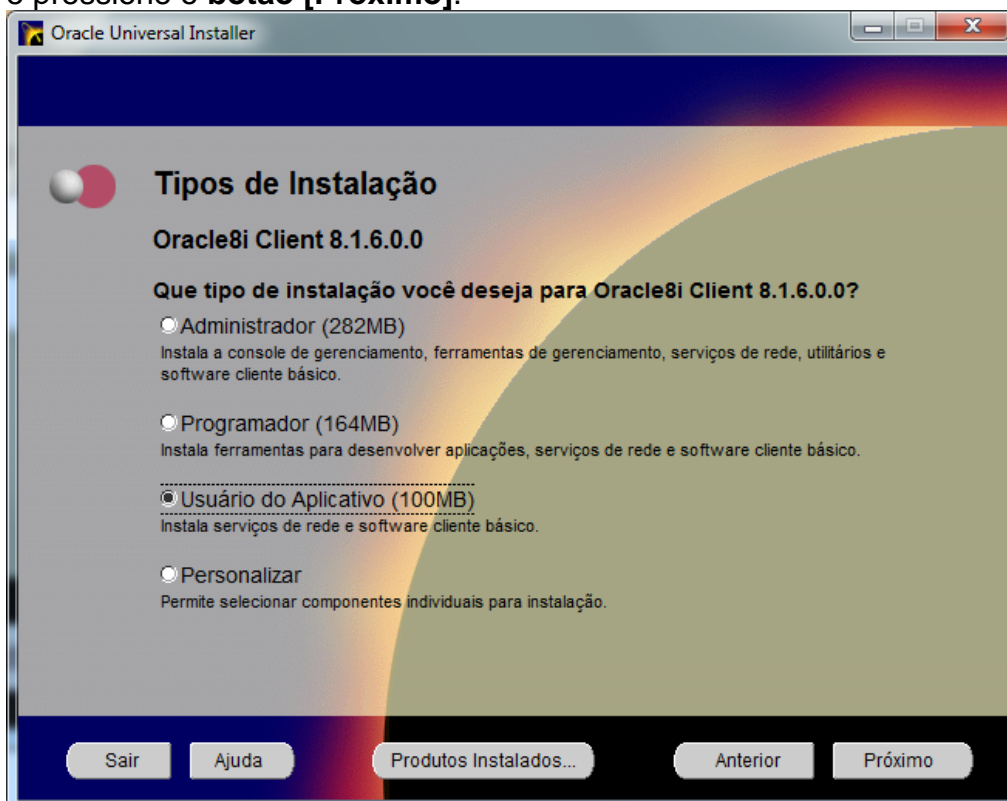 e pressione o botão [Próximo].
Oracle Universal Installer
Tipos de Instalação
Oracle8i Client 8.1.6.0.0
Que tipo de instalação você deseja para Oracle8i Client 8.1.6.0.0?
Administrador (282MB)
Instala a console de gerenciamento, ferramentas de gerenciamento, serviços de rede, utilitários e
software cliente básico.
Programador (164MB)
Instala ferramentas para desenvolver aplicações, serviços de rede e software cliente básico.
Usuário do Aplicativo (100MB)
Instala serviços de rede e software cliente básico.
Personalizar
Permite selecionar componentes individuais para instalação.
Sair Ajuda Produtos Instalados... Anterior Próximo